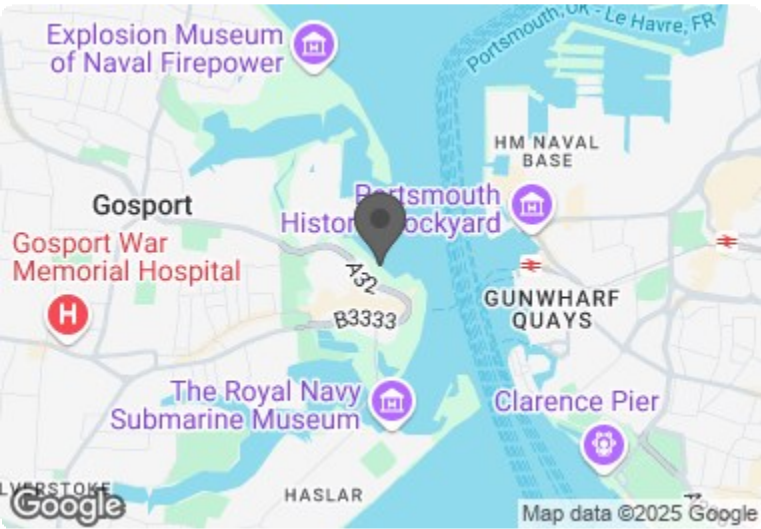 Explosion Museum
of Naval Firepower
Portsmouth, UK - Le Havre, FR
HM NAVAL
BASE
Gosport
Portsmouth
Historic Dockyard
Gosport War
Memorial Hospital
H
A32
B3333
GUNWHARF
QUAYS
The Royal Navy
Submarine Museum
Clarence Pier
LVERSTOKE
HASLAR
Google
Map data ©2025 Google